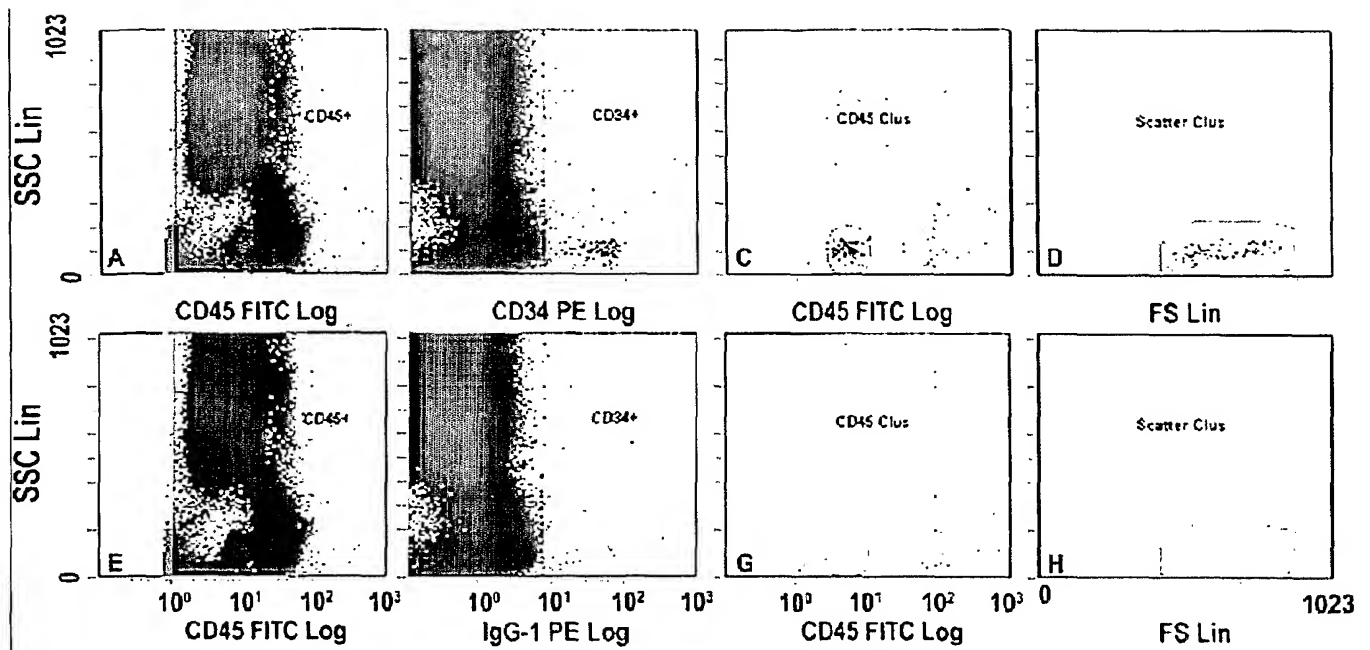 1023
SSC Lin
0
CD45+
A
CD34+
B
CD45 Clus
C
Scatter Clus
D
CD45 FITC Log
CD34 PE Log
CD45 FITC Log
FS Lin
1023
SSC Lin
0
CD45+
E
CD34+
CD45 Clus
G
Scatter Clus
H
10⁰ 10¹ 10² 10³
10⁰ 10¹ 10² 10³
10⁰ 10¹ 10² 10³
0 1023
CD45 FITC Log
IgG-1 PE Log
CD45 FITC Log
FS Lin